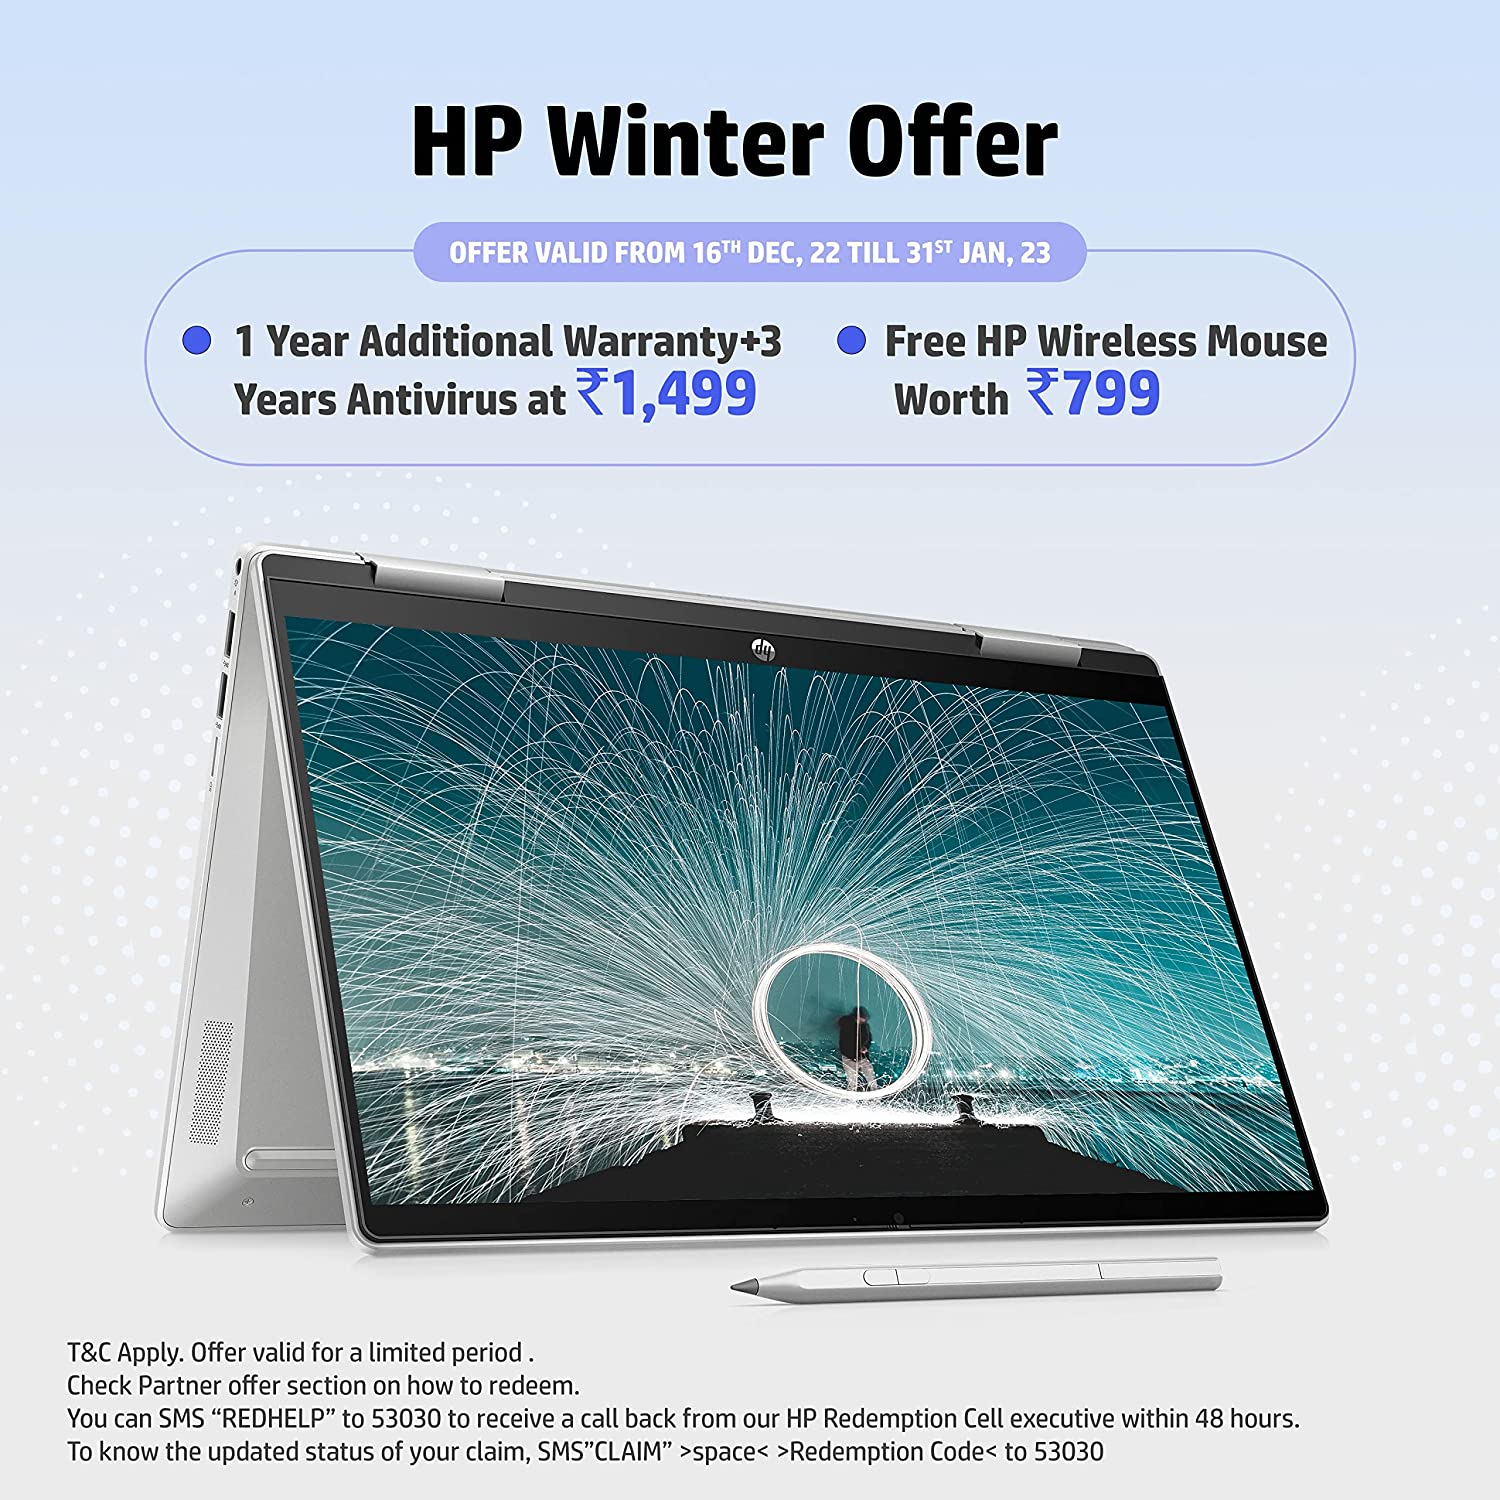 HP Winter Offer
OFFER VALID FROM 16TH DEC, 22 TILL 31ST JAN, 23
1 Year Additional Warranty+3
Years Antivirus at ₹1,499
Free HP Wireless Mouse
Worth ₹799
hp
T&C Apply. Offer valid for a limited period .
Check Partner offer section on how to redeem.
You can SMS “REDHELP” to 53030 to receive a call back from our HP Redemption Cell executive within 48 hours.
To know the updated status of your claim, SMS”CLAIM” >space< >Redemption Code< to 53030